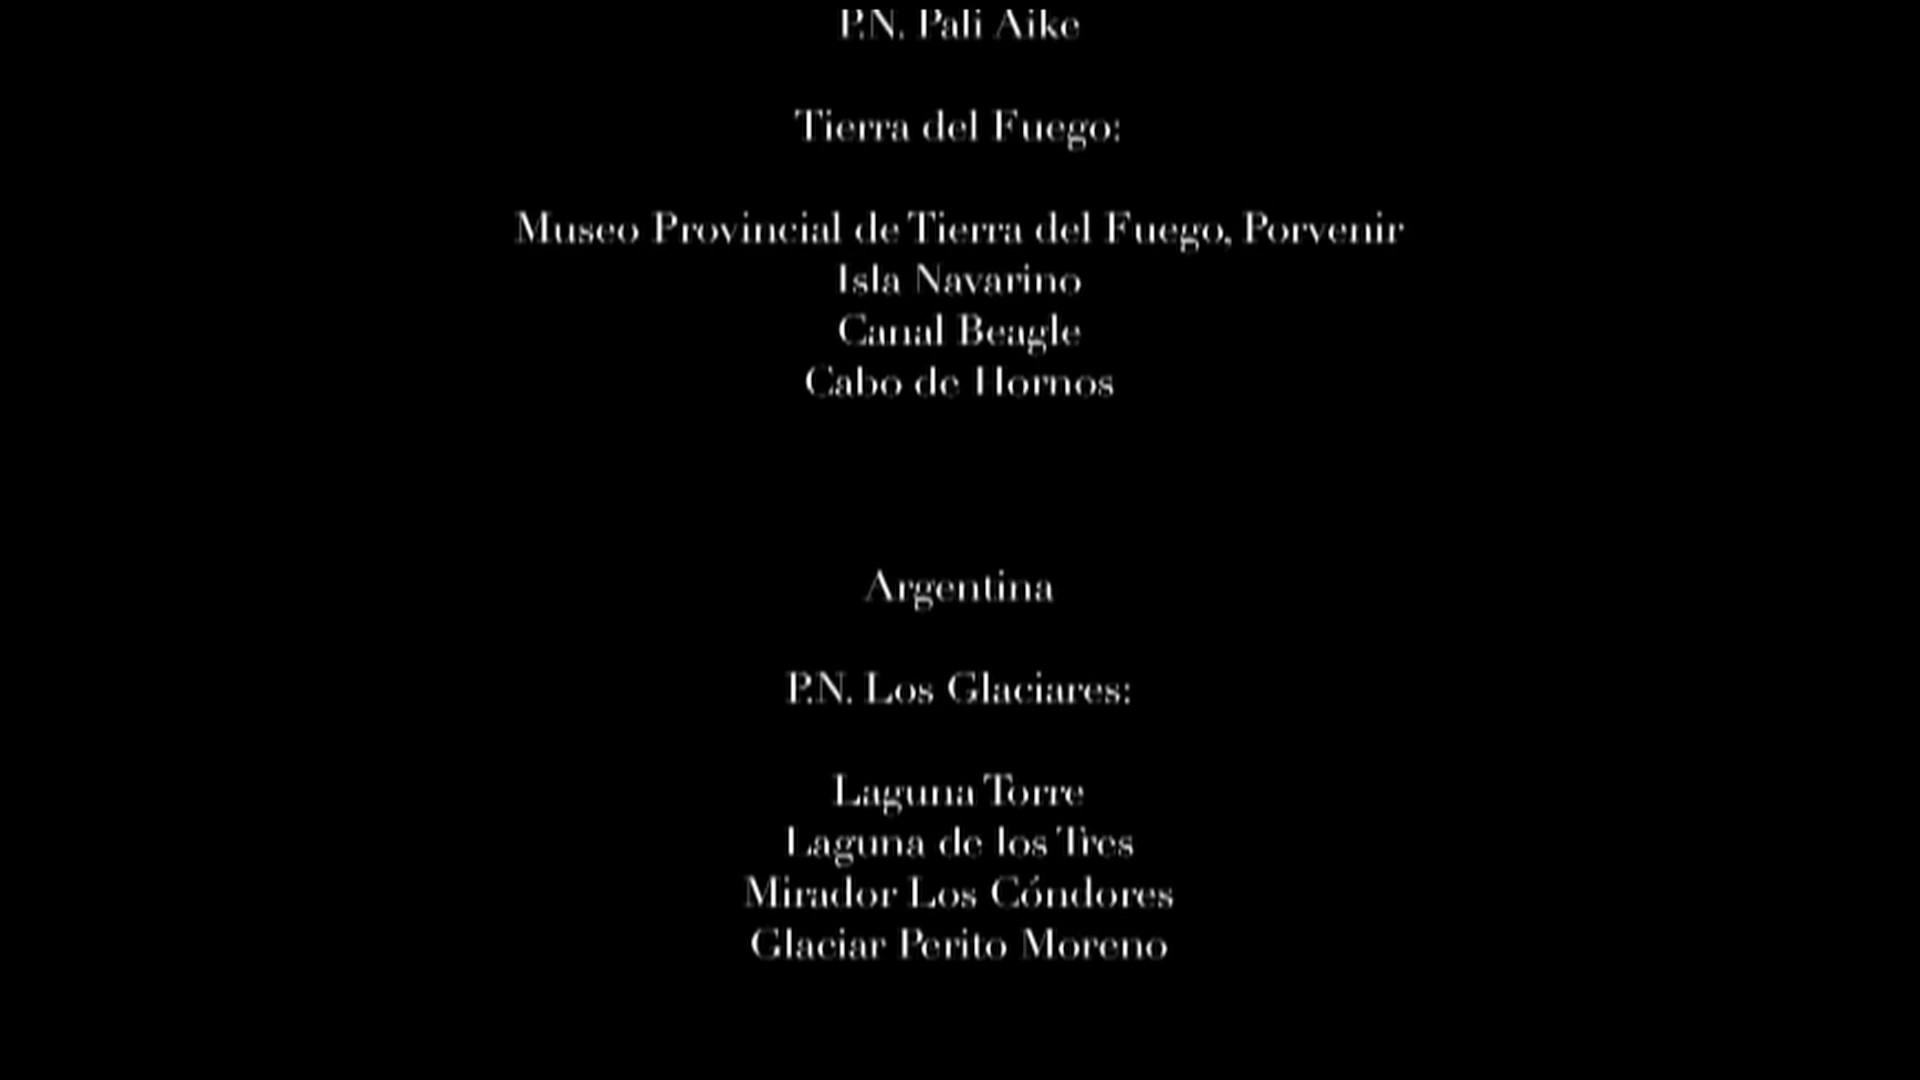 P.N. Pali Aike
Tierra del Fuego:
Museo Provincial de Tierra del Fuego, Porvenir
Isla Navarino
Canal Beagle
Cabo de Hornos
Argentina
P.N. Los Glaciares:
Laguna Torre
Laguna de los Tres
Mirador Los Cóndores
Glaciar Perito Moreno